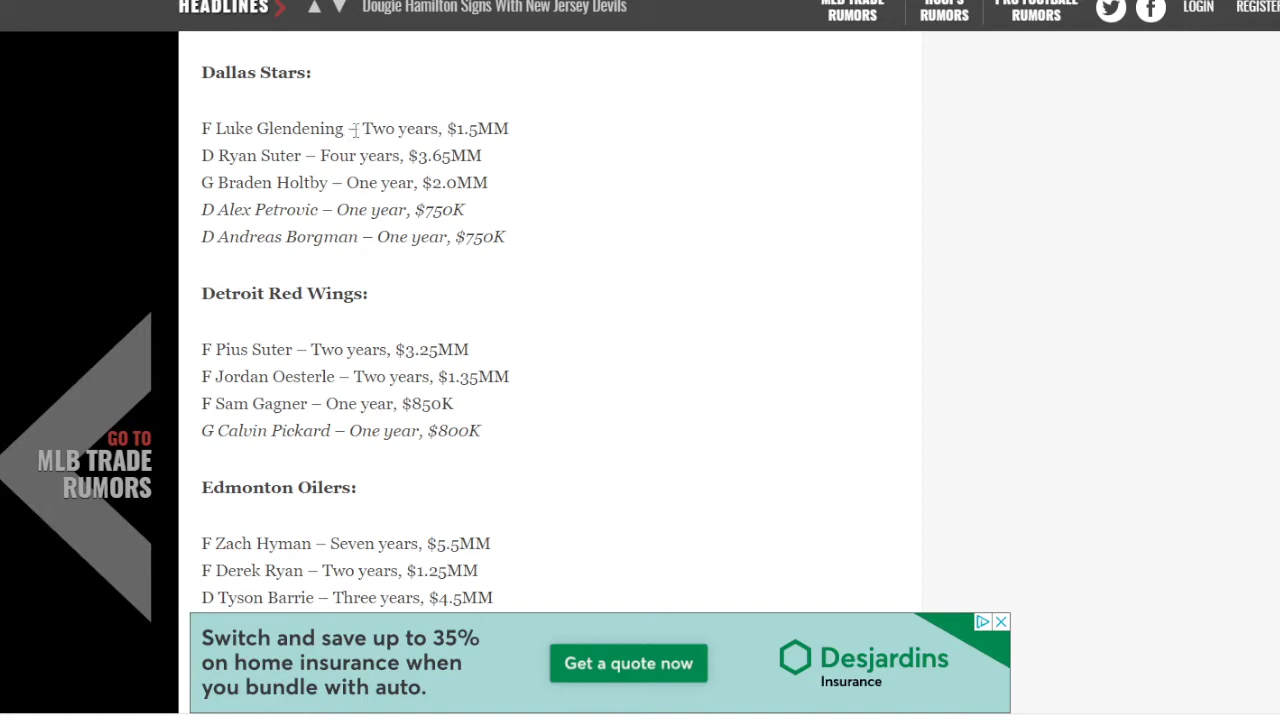 HEADLINES
Dougie Hamilton Signs With New Jersey Devils
MLB TRADE RUMORS
HOOPS RUMORS
PRO FOOTBALL RUMORS
LOGIN
REGISTER
Dallas Stars:
F Luke Glendening – Two years, $1.5MM
D Ryan Suter – Four years, $3.65MM
G Braden Holtby – One year, $2.0MM
D Alex Petrovic – One year, $750K
D Andreas Borgman – One year, $750K
Detroit Red Wings:
F Pius Suter – Two years, $3.25MM
F Jordan Oesterle – Two years, $1.35MM
F Sam Gagner – One year, $850K
G Calvin Pickard – One year, $800K
GO TO
MLB TRADE
RUMORS
Edmonton Oilers:
F Zach Hyman – Seven years, $5.5MM
F Derek Ryan – Two years, $1.25MM
D Tyson Barrie – Three years, $4.5MM
Switch and save up to 35%
on home insurance when
you bundle with auto.
Get a quote now
Desjardins
Insurance